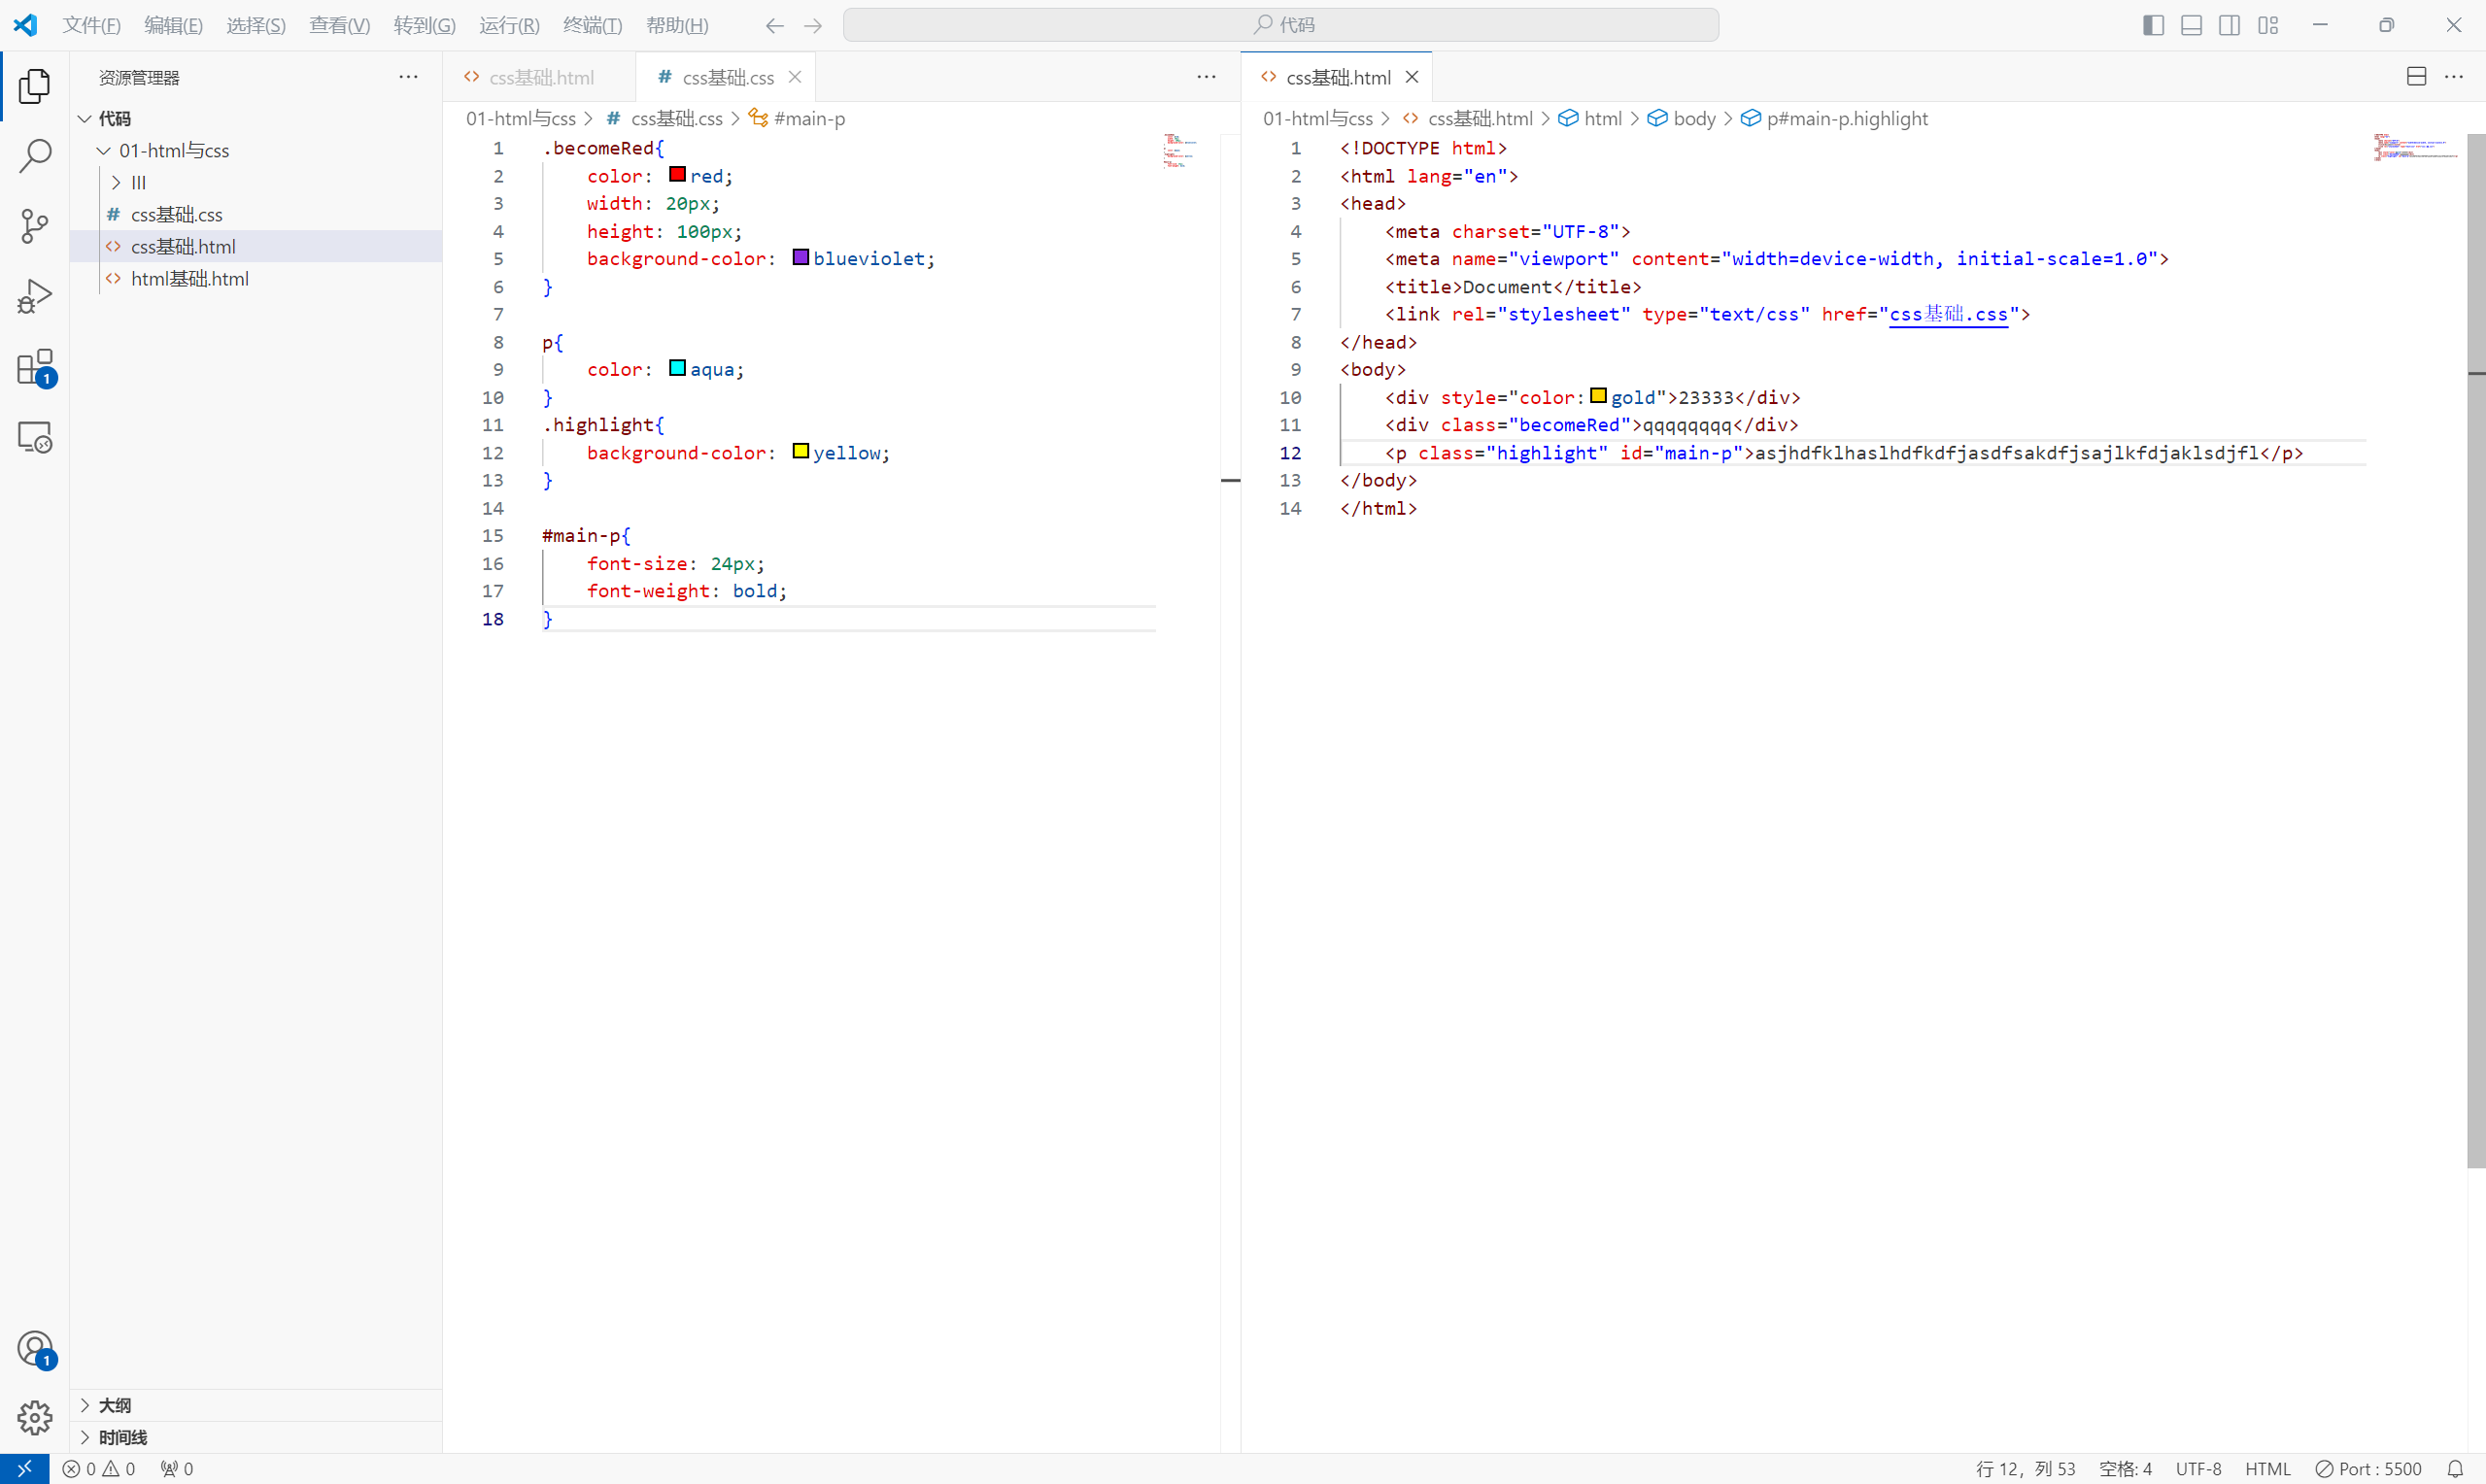 文件(F) 编辑(E) 选择(S) 查看(V) 转到(G) 运行(R) 终端(T) 帮助(H) 代码
资源管理器
代码
01-html与css
css基础.css
css基础.html
html基础.html
大纲
时间线
1
1
css基础.html css基础.css
01-html与css > css基础.css > #main-p
1 .becomeRed{
2 color: red;
3 width: 20px;
4 height: 100px;
5 background-color: blueviolet;
6 }
7
8 p{
9 color: aqua;
10 }
11 .highlight{
12 background-color: yellow;
13 }
14
15 #main-p{
16 font-size: 24px;
17 font-weight: bold;
18 }
css基础.html
01-html与css > css基础.html > html > body > p#main-p.highlight
1 <!DOCTYPE html>
2 <html lang="en">
3 <head>
4 <meta charset="UTF-8">
5 <meta name="viewport" content="width=device-width, initial-scale=1.0">
6 <title>Document</title>
7 <link rel="stylesheet" type="text/css" href="css基础.css">
8 </head>
9 <body>
10 <div style="color:gold">23333</div>
11 <div class="becomeRed">qqqqqqqq</div>
12 <p class="highlight" id="main-p">asjhdfklhaslhdfkdfjasdfsakdfjsajlkfdjaklsdjfl</p>
13 </body>
14 </html>
0 0 0 行 12，列 53 空格: 4 UTF-8 HTML Port : 5500